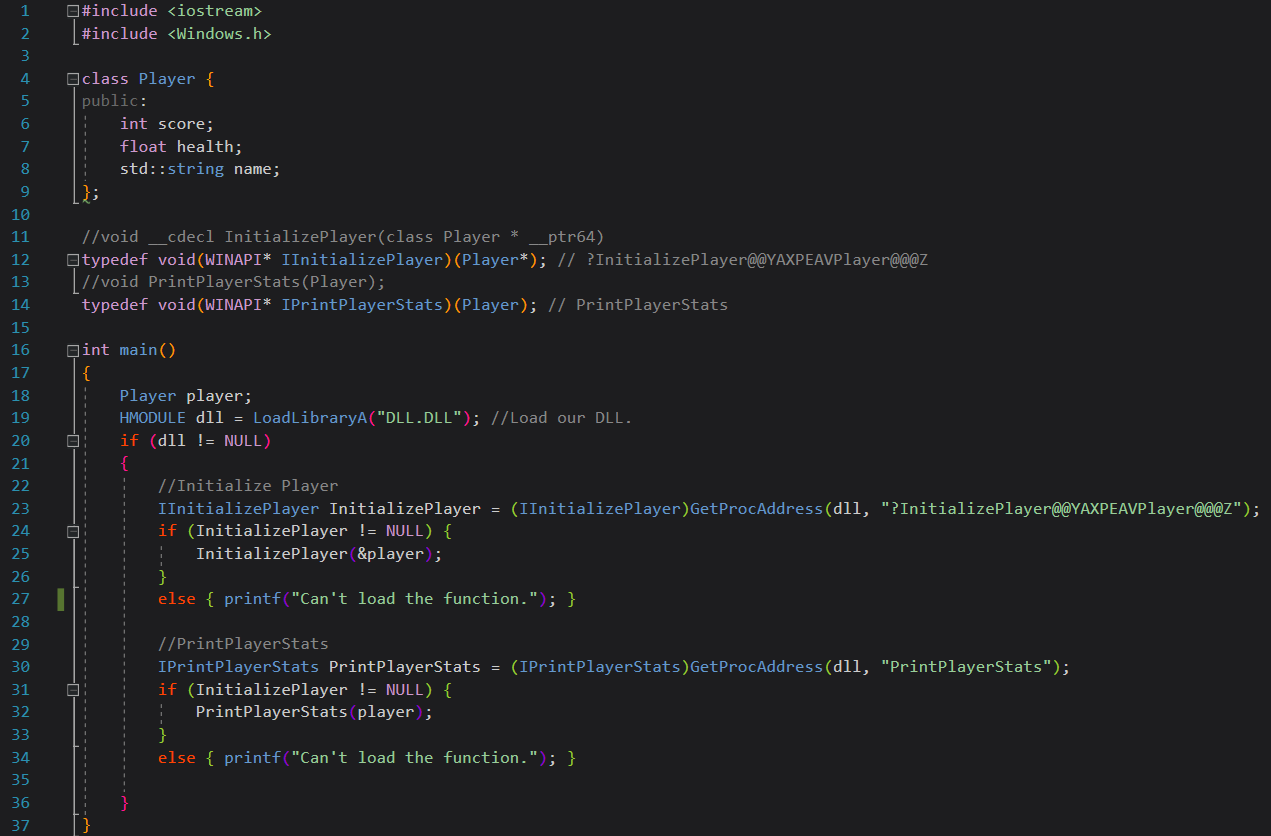 1 #include <iostream>
2 #include <Windows.h>
3
4 class Player {
5 public:
6     int score;
7     float health;
8     std::string name;
9 };
10
11 //void __cdecl InitializePlayer(class Player * __ptr64)
12 typedef void(WINAPI* IInitializePlayer)(Player*); // ?InitializePlayer@@YAXPEAVPlayer@@@Z
13 //void PrintPlayerStats(Player);
14 typedef void(WINAPI* IPrintPlayerStats)(Player); // PrintPlayerStats
15
16 int main()
17 {
18     Player player;
19     HMODULE dll = LoadLibraryA("DLL.DLL"); //Load our DLL.
20     if (dll != NULL)
21     {
22         //Initialize Player
23         IInitializePlayer InitializePlayer = (IInitializePlayer)GetProcAddress(dll, "?InitializePlayer@@YAXPEAVPlayer@@@Z");
24         if (InitializePlayer != NULL) {
25             InitializePlayer(&player);
26         }
27         else { printf("Can't load the function."); }
28
29         //PrintPlayerStats
30         IPrintPlayerStats PrintPlayerStats = (IPrintPlayerStats)GetProcAddress(dll, "PrintPlayerStats");
31         if (InitializePlayer != NULL) {
32             PrintPlayerStats(player);
33         }
34         else { printf("Can't load the function."); }
35
36     }
37 }